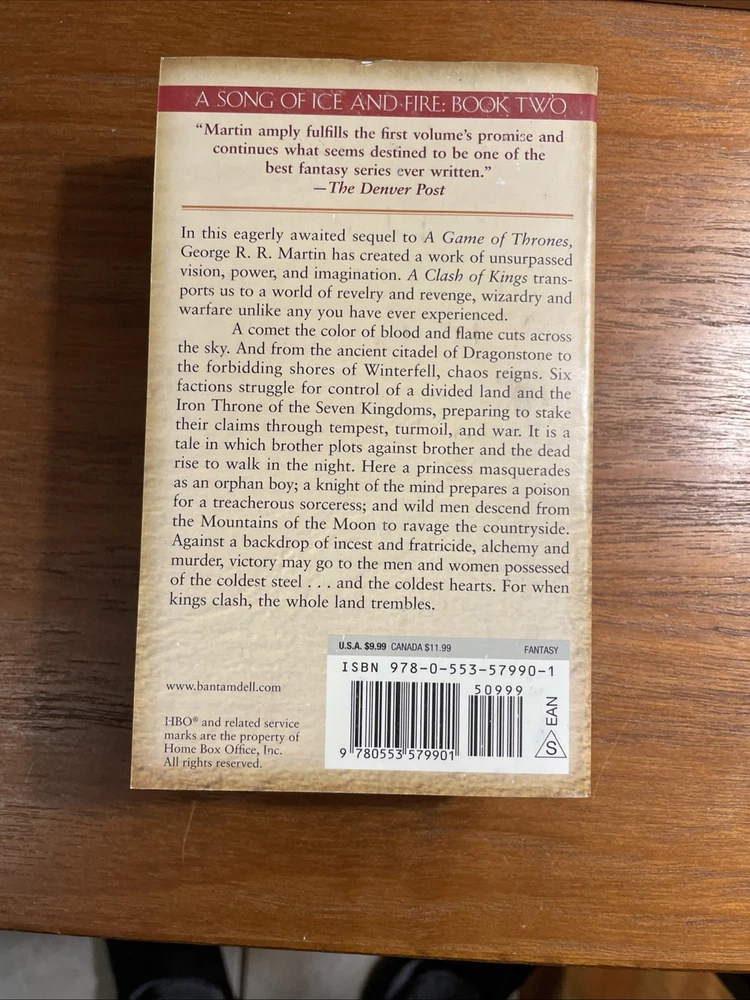 A SONG OF ICE AND FIRE: BOOK TWO
“Martin amply fulfills the first volume’s promise and
continues what seems destined to be one of the
best fantasy series ever written.”
—The Denver Post
In this eagerly awaited sequel to A Game of Thrones,
George R. R. Martin has created a work of unsurpassed
vision, power, and imagination. A Clash of Kings trans-
ports us to a world of revelry and revenge, wizardry and
warfare unlike any you have ever experienced.
A comet the color of blood and flame cuts across
the sky. And from the ancient citadel of Dragonstone to
the forbidding shores of Winterfell, chaos reigns. Six
factions struggle for control of a divided land and the
Iron Throne of the Seven Kingdoms, preparing to stake
their claims through tempest, turmoil, and war. It is a
tale in which brother plots against brother and the dead
rise to walk in the night. Here a princess masquerades
as an orphan boy; a knight of the mind prepares a poison
for a treacherous sorceress; and wild men descend from
the Mountains of the Moon to ravage the countryside.
Against a backdrop of incest and fratricide, alchemy and
murder, victory may go to the men and women possessed
of the coldest steel . . . and the coldest hearts. For when
kings clash, the whole land trembles.
U.S.A. $9.99 CANADA $11.99 FANTASY
ISBN 978-0-553-57990-1
50999
9 780553 579901
EAN
S
www.bantamdell.com
HBO® and related service
marks are the property of
Home Box Office, Inc.
All rights reserved.